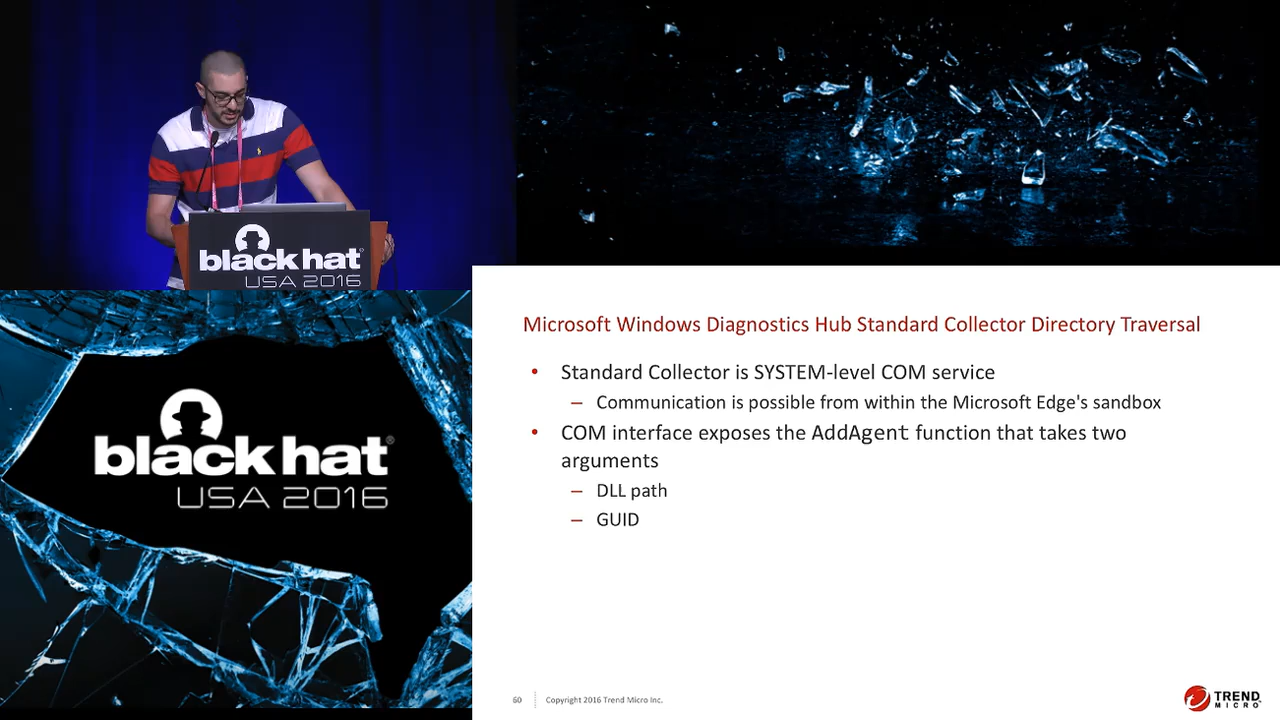 black hat®
USA 2016
black hat®
USA 2016
Microsoft Windows Diagnostics Hub Standard Collector Directory Traversal
• Standard Collector is SYSTEM-level COM service
– Communication is possible from within the Microsoft Edge's sandbox
• COM interface exposes the AddAgent function that takes two
arguments
– DLL path
– GUID
60
Copyright 2016 Trend Micro Inc.
TREND
MICRO